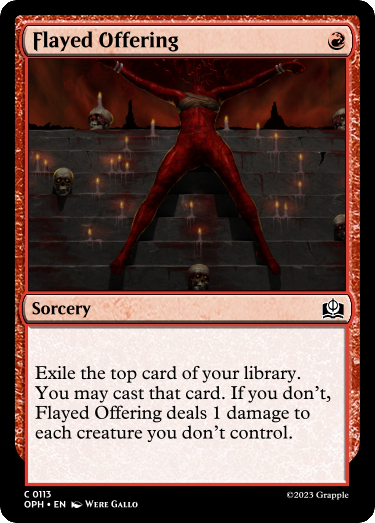 Flayed Offering
Sorcery
Exile the top card of your library.
You may cast that card. If you don't,
Flayed Offering deals 1 damage to
each creature you don't control.
C 0113
OPH • EN Were Gallo
©2023 Grapple